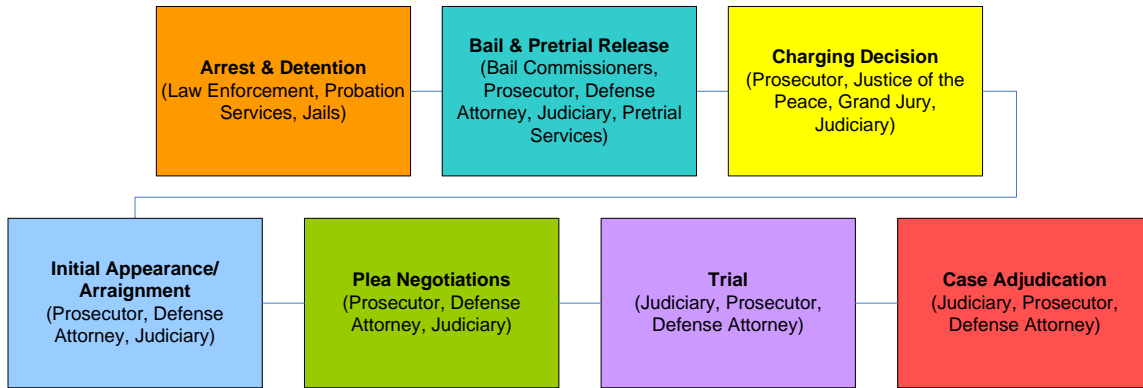 Arrest & Detention
(Law Enforcement, Probation
Services, Jails)
Bail & Pretrial Release
(Bail Commissioners,
Prosecutor, Defense
Attorney, Judiciary, Pretrial
Services)
Charging Decision
(Prosecutor, Justice of the
Peace, Grand Jury,
Judiciary)
Initial Appearance/
Arraignment
(Prosecutor, Defense
Attorney, Judiciary)
Plea Negotiations
(Prosecutor, Defense
Attorney, Judiciary)
Trial
(Judiciary, Prosecutor,
Defense Attorney)
Case Adjudication
(Judiciary, Prosecutor,
Defense Attorney)